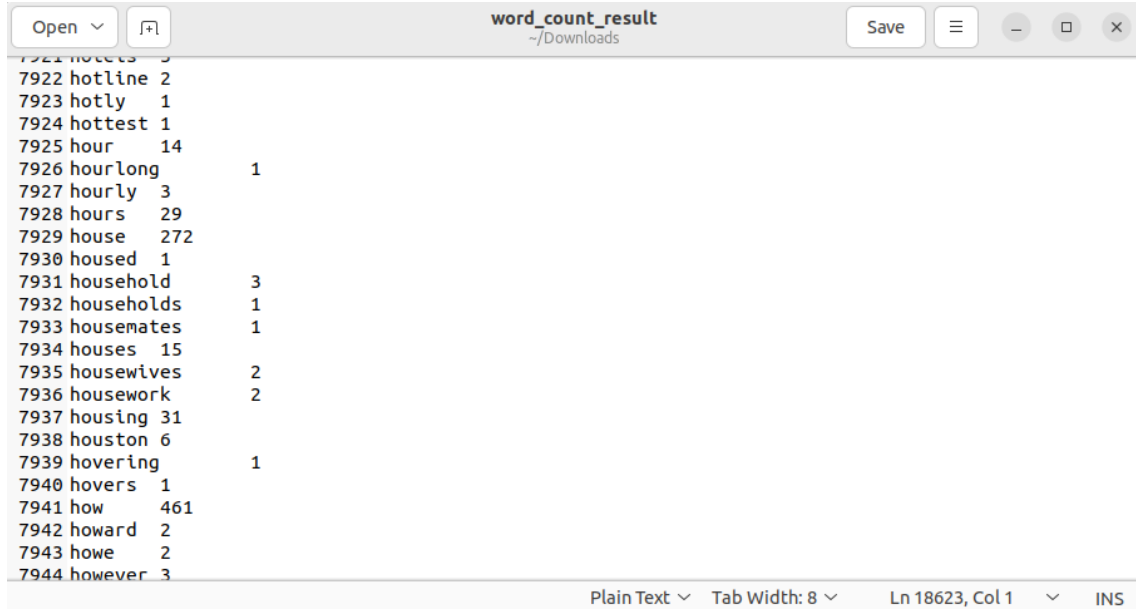 Open
word_count_result
~/Downloads
Save
7921 hotels 3
7922 hotline 2
7923 hotly 1
7924 hottest 1
7925 hour 14
7926 hourlong 1
7927 hourly 3
7928 hours 29
7929 house 272
7930 housed 1
7931 household 3
7932 households 1
7933 housemates 1
7934 houses 15
7935 housewives 2
7936 housework 2
7937 housing 31
7938 houston 6
7939 hovering 1
7940 hovers 1
7941 how 461
7942 howard 2
7943 howe 2
7944 however 3
Plain Text Tab Width: 8 Ln 18623, Col 1 INS